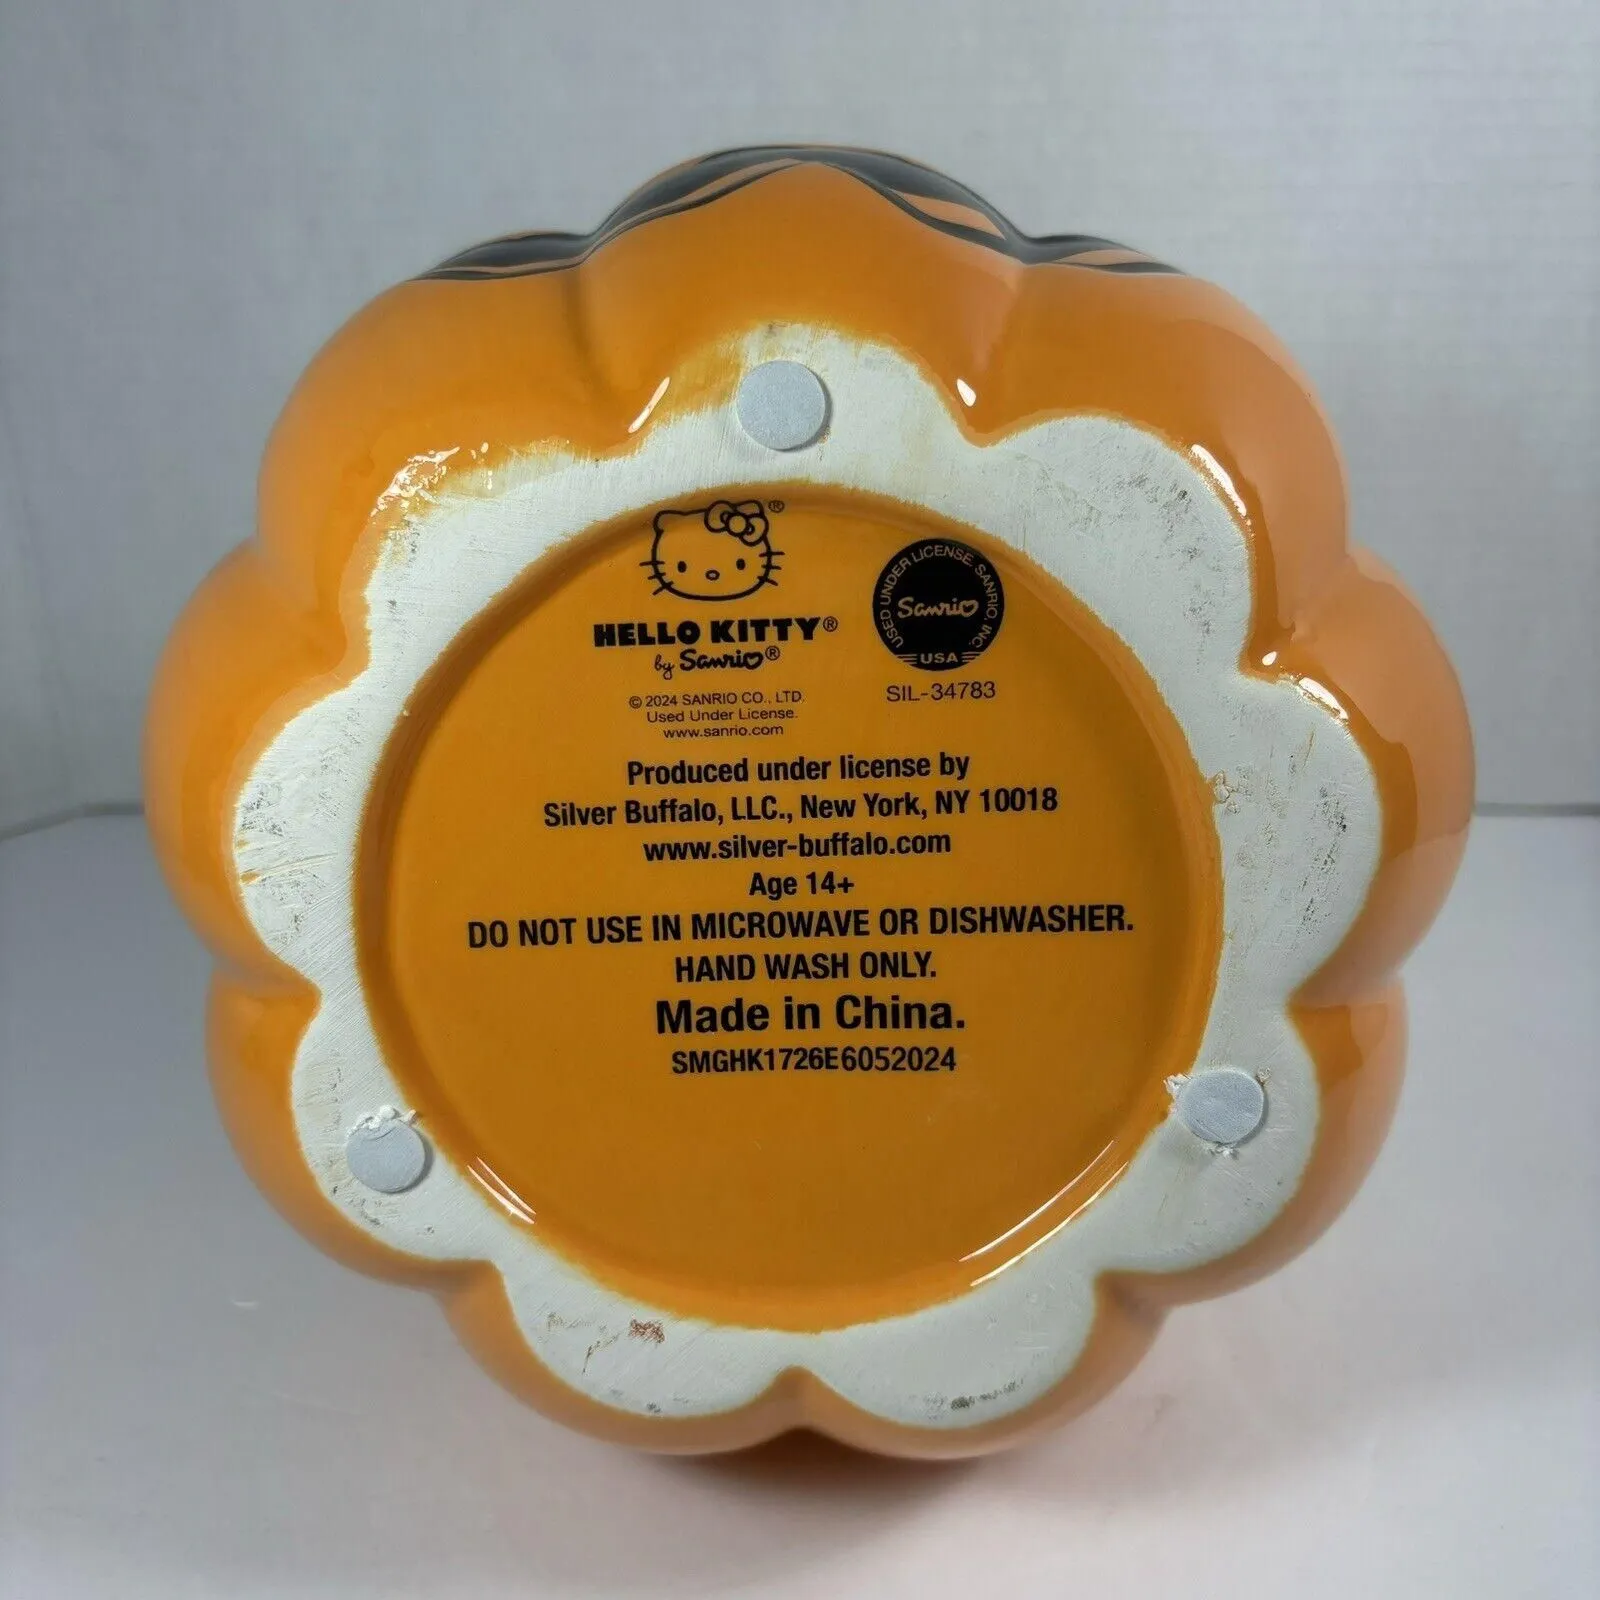 ®
HELLO KITTY®
by Sanrio®
© 2024 SANRIO CO., LTD.
Used Under License.
www.sanrio.com
USED UNDER LICENSE. SANRIO, INC.
Sanrio
USA
SIL-34783
Produced under license by
Silver Buffalo, LLC., New York, NY 10018
www.silver-buffalo.com
Age 14+
DO NOT USE IN MICROWAVE OR DISHWASHER.
HAND WASH ONLY.
Made in China.
SMGHK1726E6052024